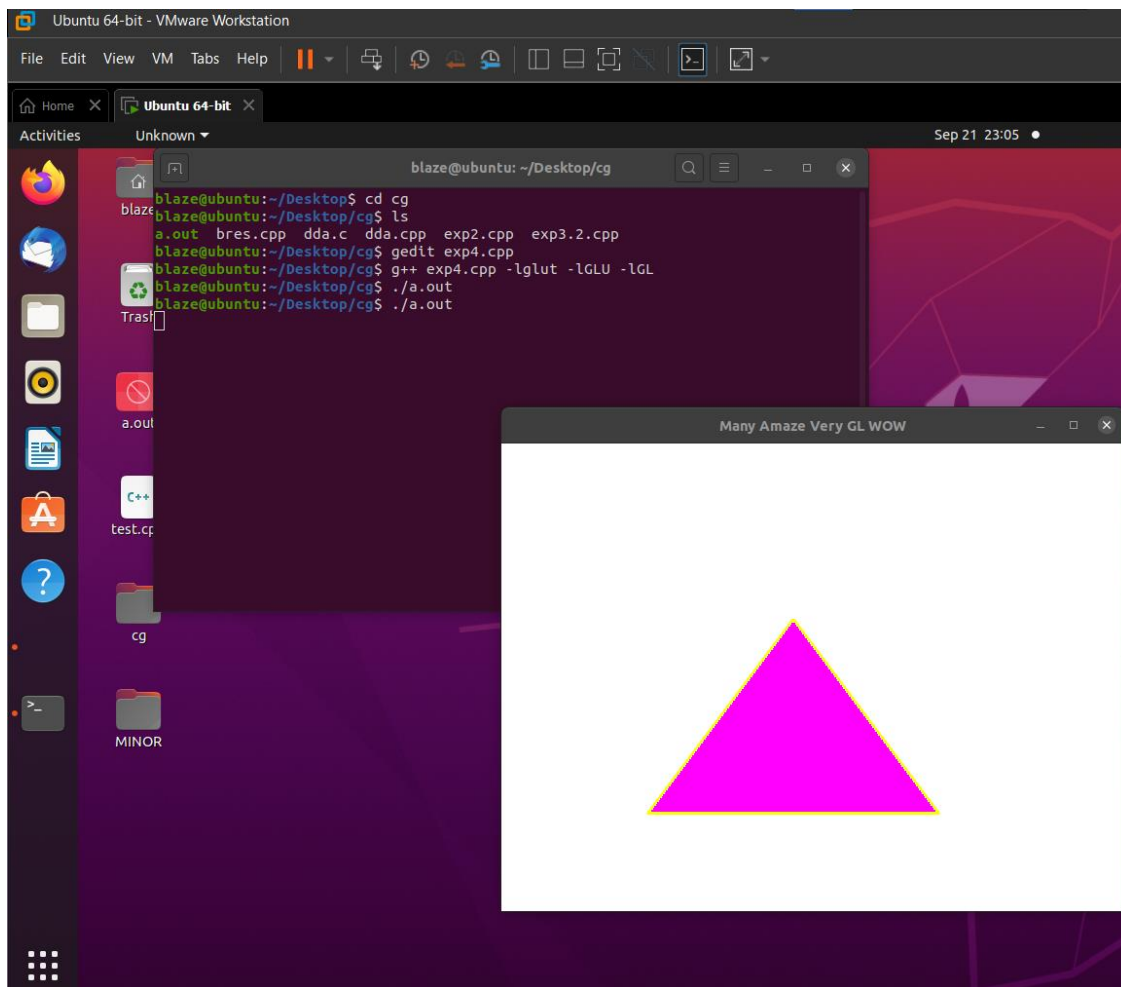 Ubuntu 64-bit - VMware Workstation
File Edit View VM Tabs Help
Home
Ubuntu 64-bit
Activities
Unknown
Sep 21 23:05
blaze@ubuntu: ~/Desktop/cg
blaze@ubuntu:~/Desktop$ cd cg
blaze@ubuntu:~/Desktop/cg$ ls
a.out bres.cpp dda.c dda.cpp exp2.cpp exp3.2.cpp
blaze@ubuntu:~/Desktop/cg$ gedit exp4.cpp
blaze@ubuntu:~/Desktop/cg$ g++ exp4.cpp -lglut -lGLU -lGL
blaze@ubuntu:~/Desktop/cg$ ./a.out
blaze@ubuntu:~/Desktop/cg$ ./a.out
blaze
Trash
a.out
C++
test.cp
cg
MINOR
Many Amaze Very GL WOW